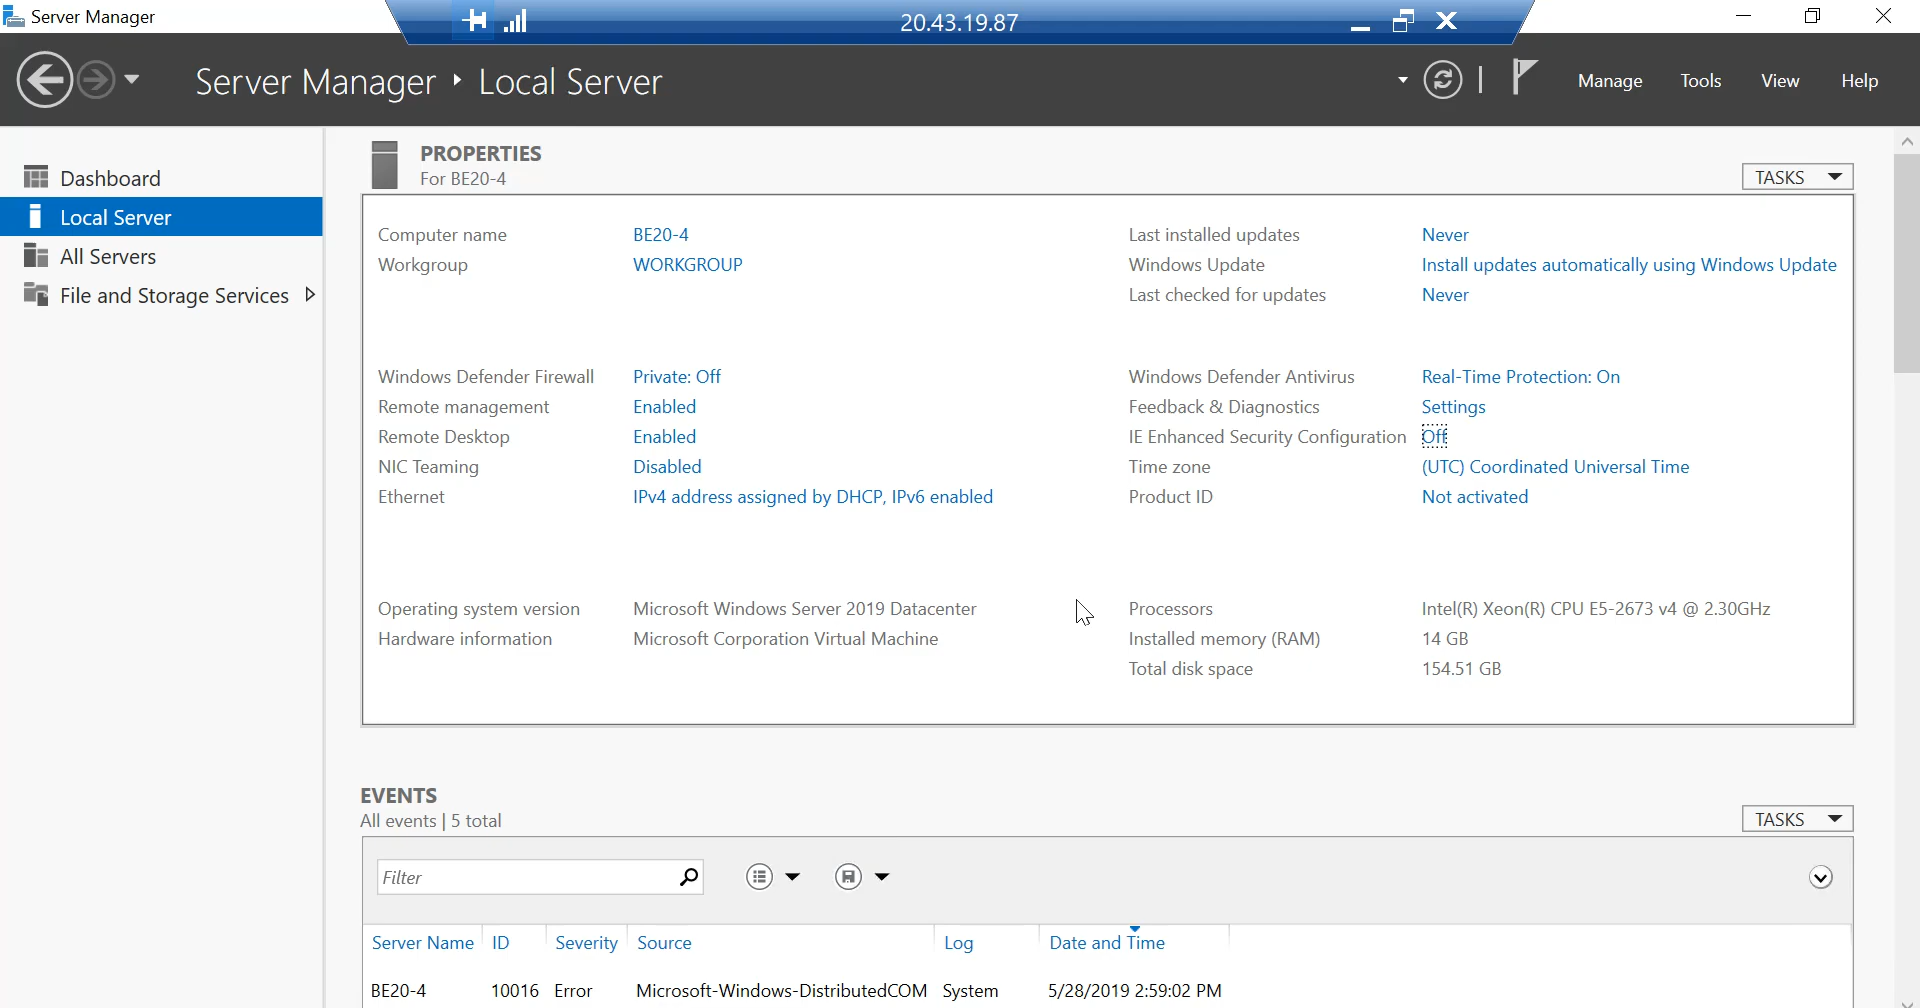 Server Manager
20.43.19.87
Server Manager ‣ Local Server
Manage Tools View Help
Dashboard
Local Server
All Servers
File and Storage Services
PROPERTIES
For BE20-4
TASKS
Computer name BE20-4
Workgroup WORKGROUP
Last installed updates Never
Windows Update Install updates automatically using Windows Update
Last checked for updates Never
Windows Defender Firewall Private: Off
Remote management Enabled
Remote Desktop Enabled
NIC Teaming Disabled
Ethernet IPv4 address assigned by DHCP, IPv6 enabled
Windows Defender Antivirus Real-Time Protection: On
Feedback & Diagnostics Settings
IE Enhanced Security Configuration Off
Time zone (UTC) Coordinated Universal Time
Product ID Not activated
Operating system version Microsoft Windows Server 2019 Datacenter
Hardware information Microsoft Corporation Virtual Machine
Processors Intel(R) Xeon(R) CPU E5-2673 v4 @ 2.30GHz
Installed memory (RAM) 14 GB
Total disk space 154.51 GB
EVENTS
All events | 5 total
TASKS
Filter
Server Name ID Severity Source Log Date and Time
BE20-4 10016 Error Microsoft-Windows-DistributedCOM System 5/28/2019 2:59:02 PM